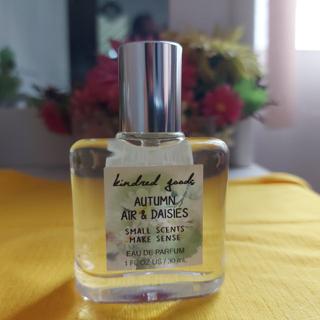 kindred goods
AUTUMN
AIR & DAISIES
SMALL SCENTS
MAKE SENSE
EAU DE PARFUM
1 FL OZ US / 30 mL